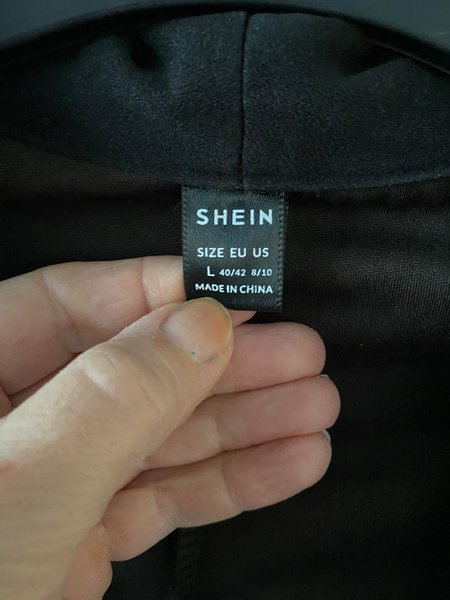 SHEIN
SIZE EU US
L 40/42 8/10
MADE IN CHINA